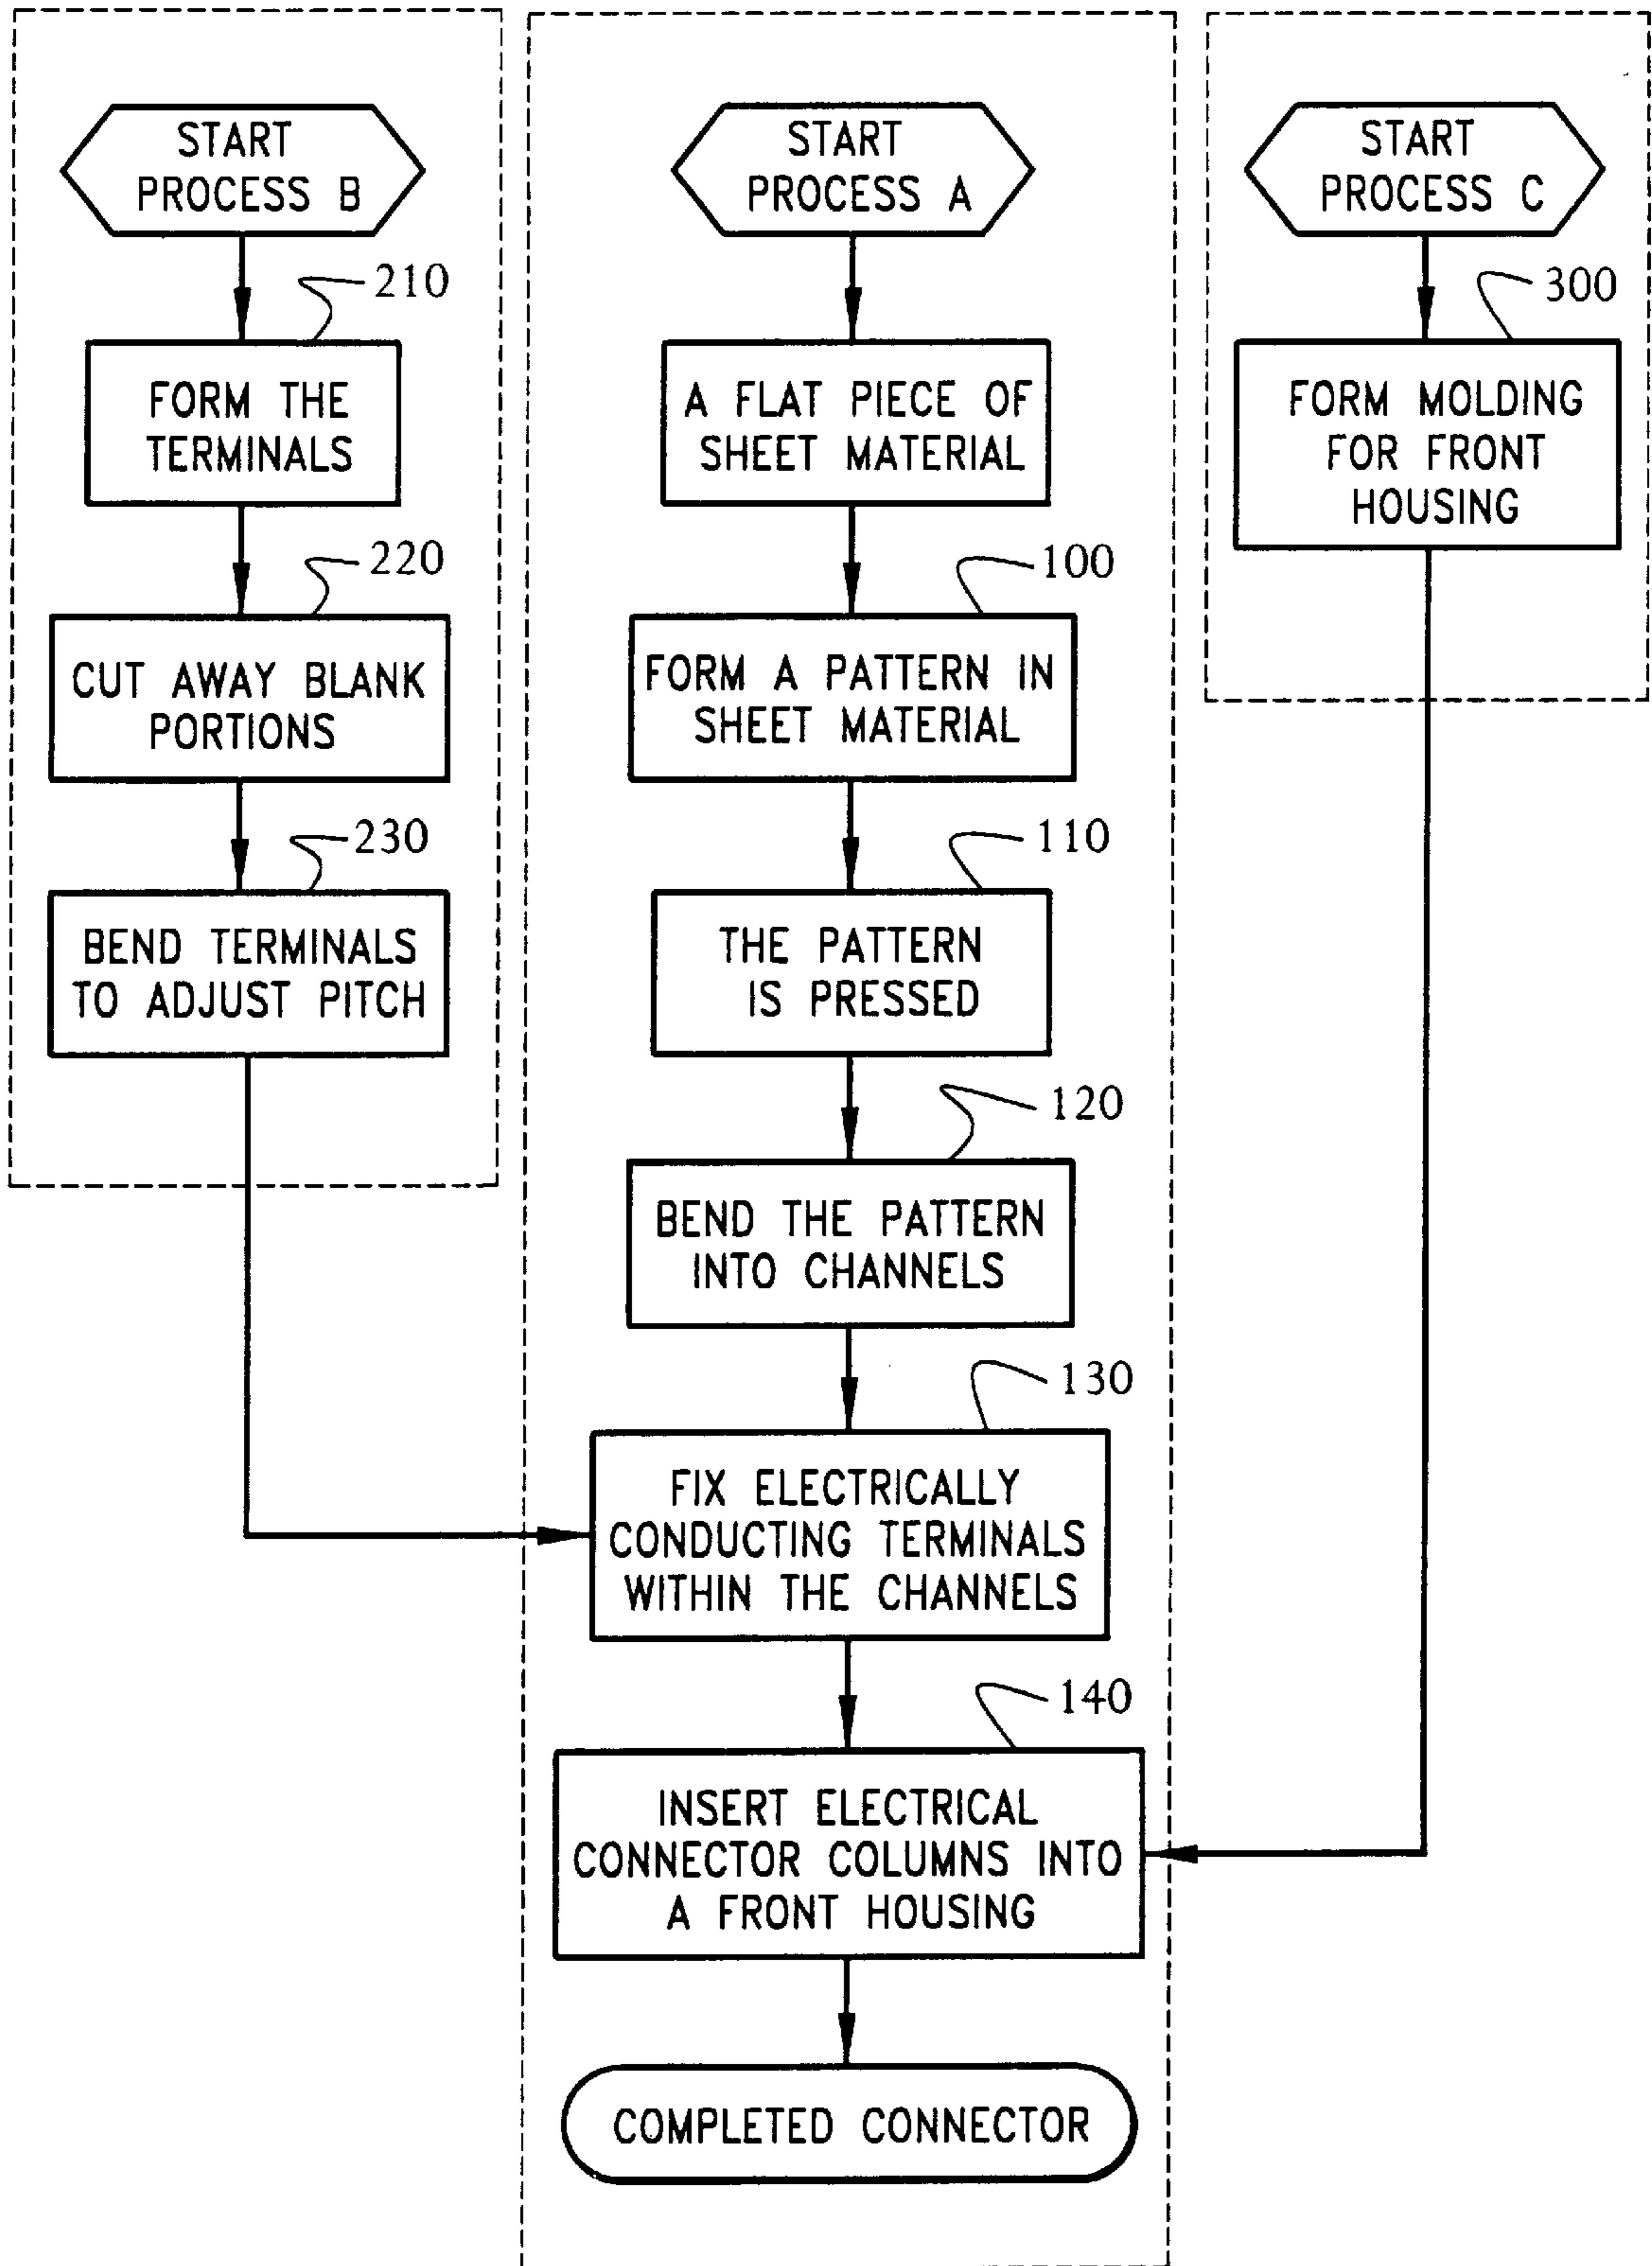 START
PROCESS B
210
FORM THE
TERMINALS
220
CUT AWAY BLANK
PORTIONS
230
BEND TERMINALS
TO ADJUST PITCH
START
PROCESS A
A FLAT PIECE OF
SHEET MATERIAL
100
FORM A PATTERN IN
SHEET MATERIAL
110
THE PATTERN
IS PRESSED
120
BEND THE PATTERN
INTO CHANNELS
130
FIX ELECTRICALLY
CONDUCTING TERMINALS
WITHIN THE CHANNELS
140
INSERT ELECTRICAL
CONNECTOR COLUMNS INTO
A FRONT HOUSING
COMPLETED CONNECTOR
START
PROCESS C
300
FORM MOLDING
FOR FRONT
HOUSING